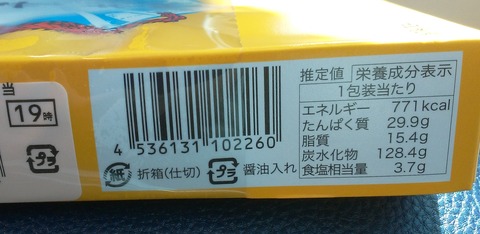 当
19時
プラ
4 536131 102260
紙 折箱(仕切) プラ 醤油入れ
推定値 栄養成分表示
1包装当たり
エネルギー 771kcal
たんぱく質 29.9g
脂質 15.4g
炭水化物 128.4g
食塩相当量 3.7g